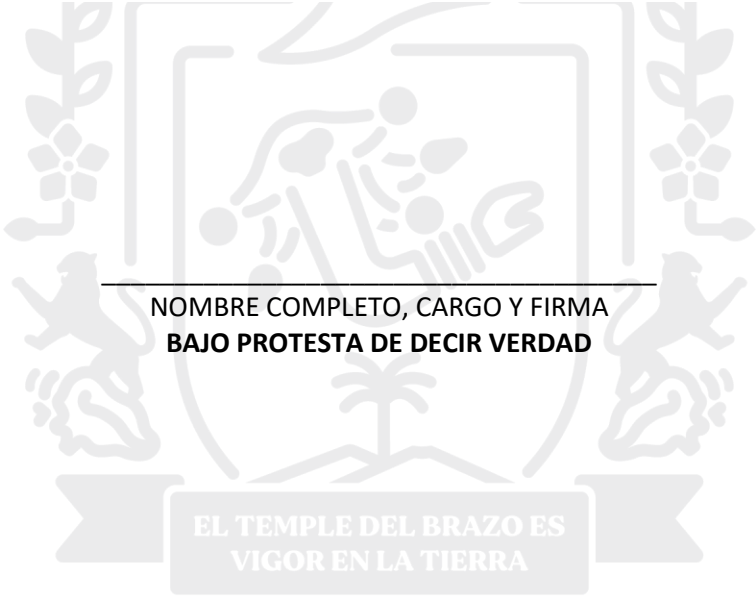 NOMBRE COMPLETO, CARGO Y FIRMA
BAJO PROTESTA DE DECIR VERDAD
EL TEMPLE DEL BRAZO ES
VIGOR EN LA TIERRA